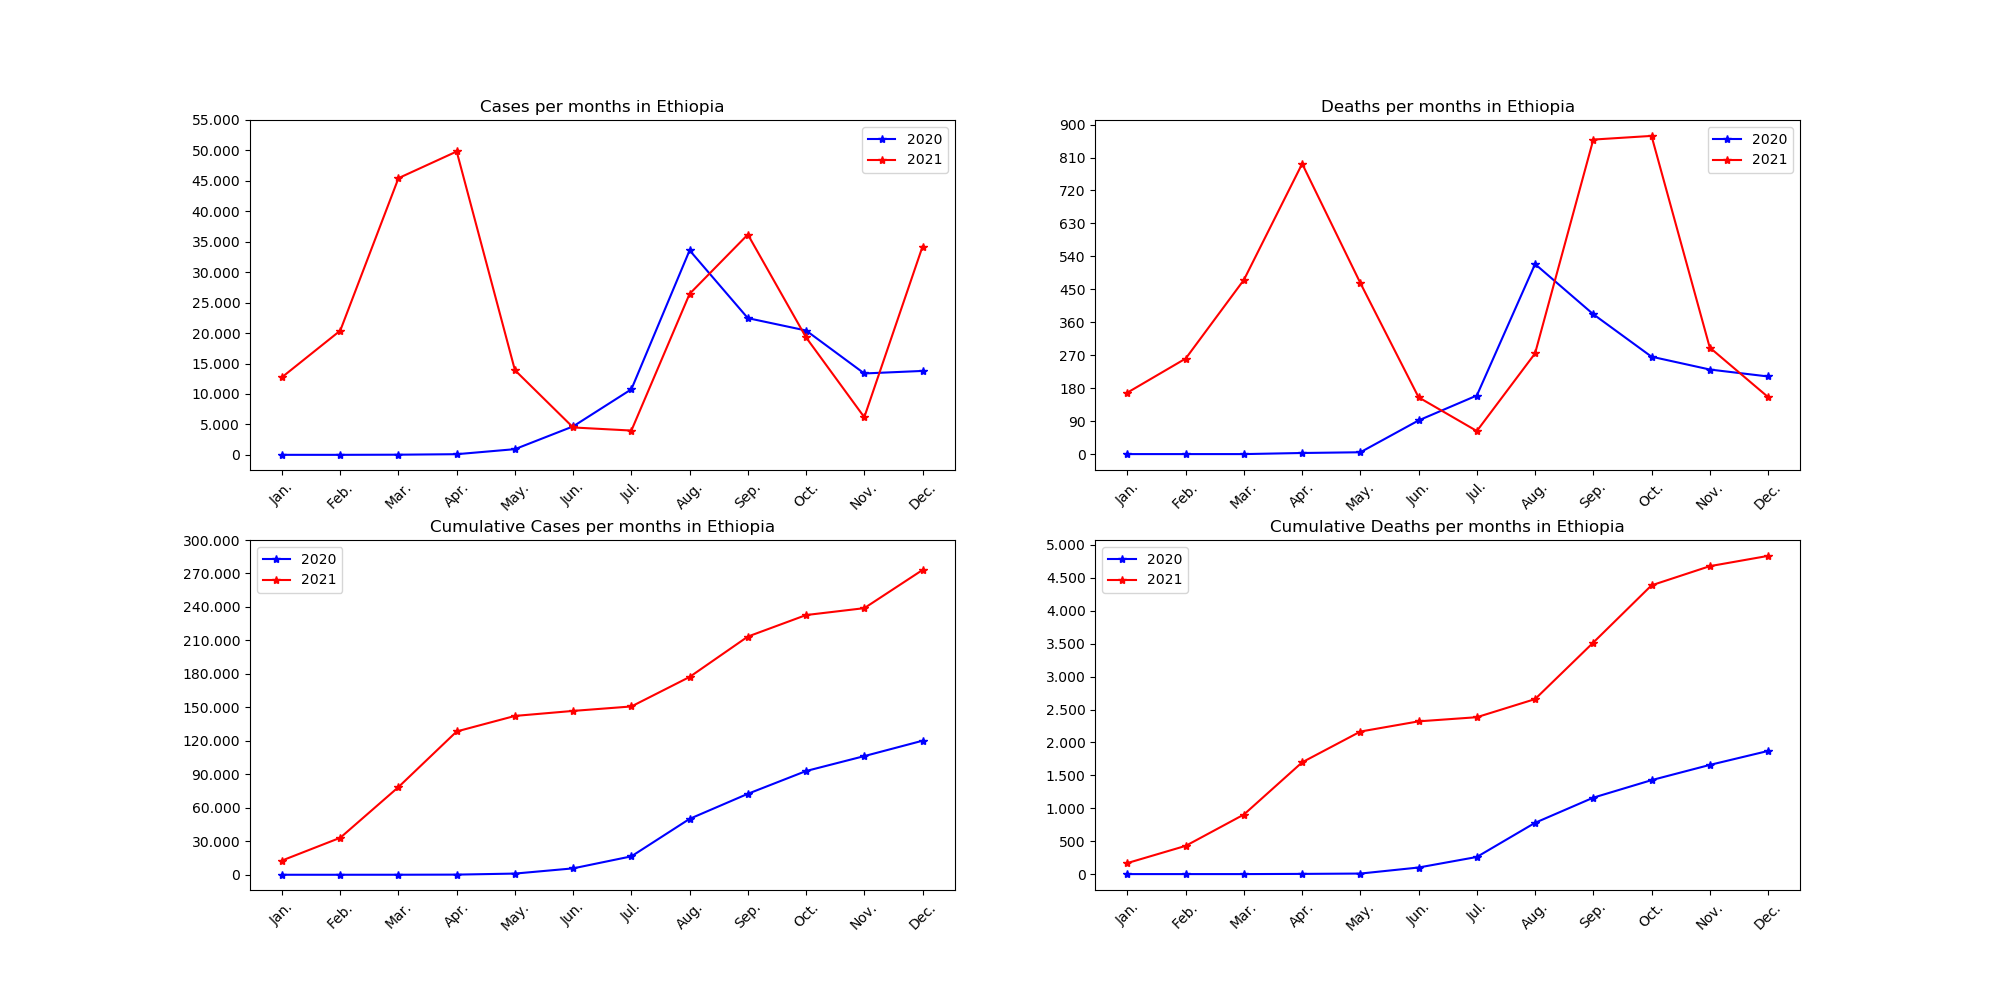 Cases per months in Ethiopia
55.000
50.000
45.000
40.000
35.000
30.000
25.000
20.000
15.000
10.000
5.000
0
2020
2021
Jan.
Feb.
Mar.
Apr.
May.
Jun.
Jul.
Aug.
Sep.
Oct.
Nov.
Dec.
Deaths per months in Ethiopia
900
810
720
630
540
450
360
270
180
90
0
2020
2021
Jan.
Feb.
Mar.
Apr.
May.
Jun.
Jul.
Aug.
Sep.
Oct.
Nov.
Dec.
Cumulative Cases per months in Ethiopia
300.000
270.000
240.000
210.000
180.000
150.000
120.000
90.000
60.000
30.000
0
2020
2021
Jan.
Feb.
Mar.
Apr.
May.
Jun.
Jul.
Aug.
Sep.
Oct.
Nov.
Dec.
Cumulative Deaths per months in Ethiopia
5.000
4.500
4.000
3.500
3.000
2.500
2.000
1.500
1.000
500
0
2020
2021
Jan.
Feb.
Mar.
Apr.
May.
Jun.
Jul.
Aug.
Sep.
Oct.
Nov.
Dec.